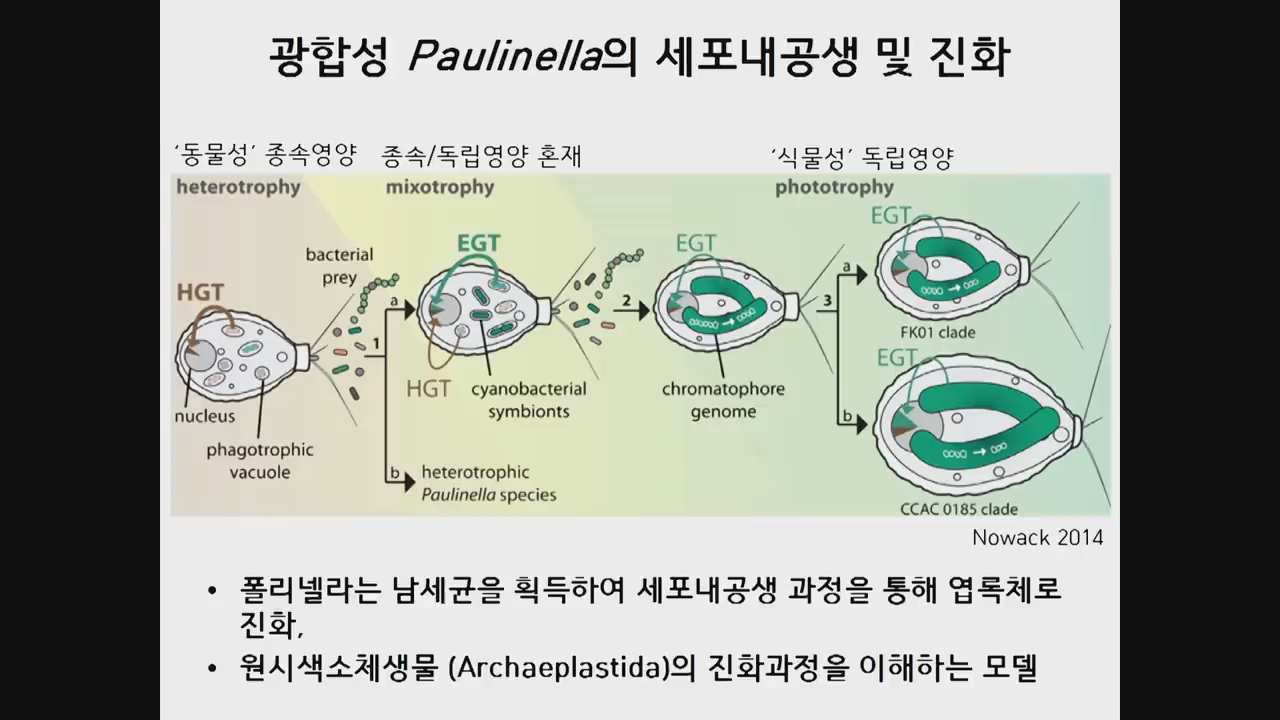 광합성 Paulinella의 세포내공생 및 진화
'동물성' 종속영양
종속/독립영양 혼재
'식물성' 독립영양
heterotrophy
mixotrophy
phototrophy
HGT
nucleus
phagotrophic
vacuole
bacterial
prey
1
a
b
EGT
HGT
cyanobacterial
symbionts
heterotrophic
Paulinella species
2
EGT
chromatophore
genome
3
a
b
EGT
FK01 clade
EGT
CCAC 0185 clade
Nowack 2014
• 폴리넬라는 남세균을 획득하여 세포내공생 과정을 통해 엽록체로
진화,
• 원시색소체생물 (Archaeplastida)의 진화과정을 이해하는 모델